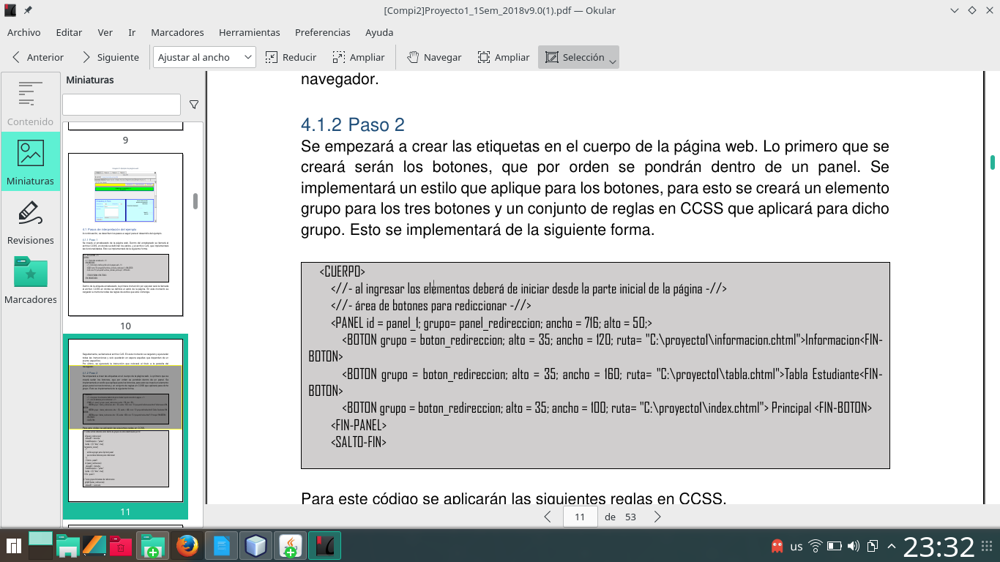 [Compi2]Proyecto1_1Sem_2018v9.0(1).pdf — Okular
Archivo Editar Ver Ir Marcadores Herramientas Preferencias Ayuda
Anterior Siguiente Ajustar al ancho Reducir Ampliar Navegar Ampliar Selección
Contenido
Miniaturas
Revisiones
Marcadores
Miniaturas
9
10
11
navegador.
4.1.2 Paso 2
Se empezará a crear las etiquetas en el cuerpo de la página web. Lo primero que se
creará serán los botones, que por orden se pondrán dentro de un panel. Se
implementará un estilo que aplique para los botones, para esto se creará un elemento
grupo para los tres botones y un conjunto de reglas en CCSS que aplicará para dicho
grupo. Esto se implementará de la siguiente forma.
<CUERPO>
<//- al ingresar los elementos deberá de iniciar desde la parte inicial de la página -//>
<//- área de botones para rediccionar -//>
<PANEL id = panel_1; grupo= panel_redireccion; ancho = 716; alto = 50;>
<BOTON grupo = boton_redireccion; alto = 35; ancho = 120; ruta= "C:\proyecto1\informacion.chtml">Informacion<FIN-
BOTON>
<BOTON grupo = boton_redireccion; alto = 35; ancho = 160; ruta= "C:\proyecto1\tabla.chtml">Tabla Estudiante<FIN-
BOTON>
<BOTON grupo = boton_redireccion; alto = 35; ancho = 100; ruta= "C:\proyecto1\index.chtml"> Principal <FIN-BOTON>
<FIN-PANEL>
<SALTO-FIN>
Para este código se aplicarán las siguientes reglas en CCSS.
11 de 53
us 23:32